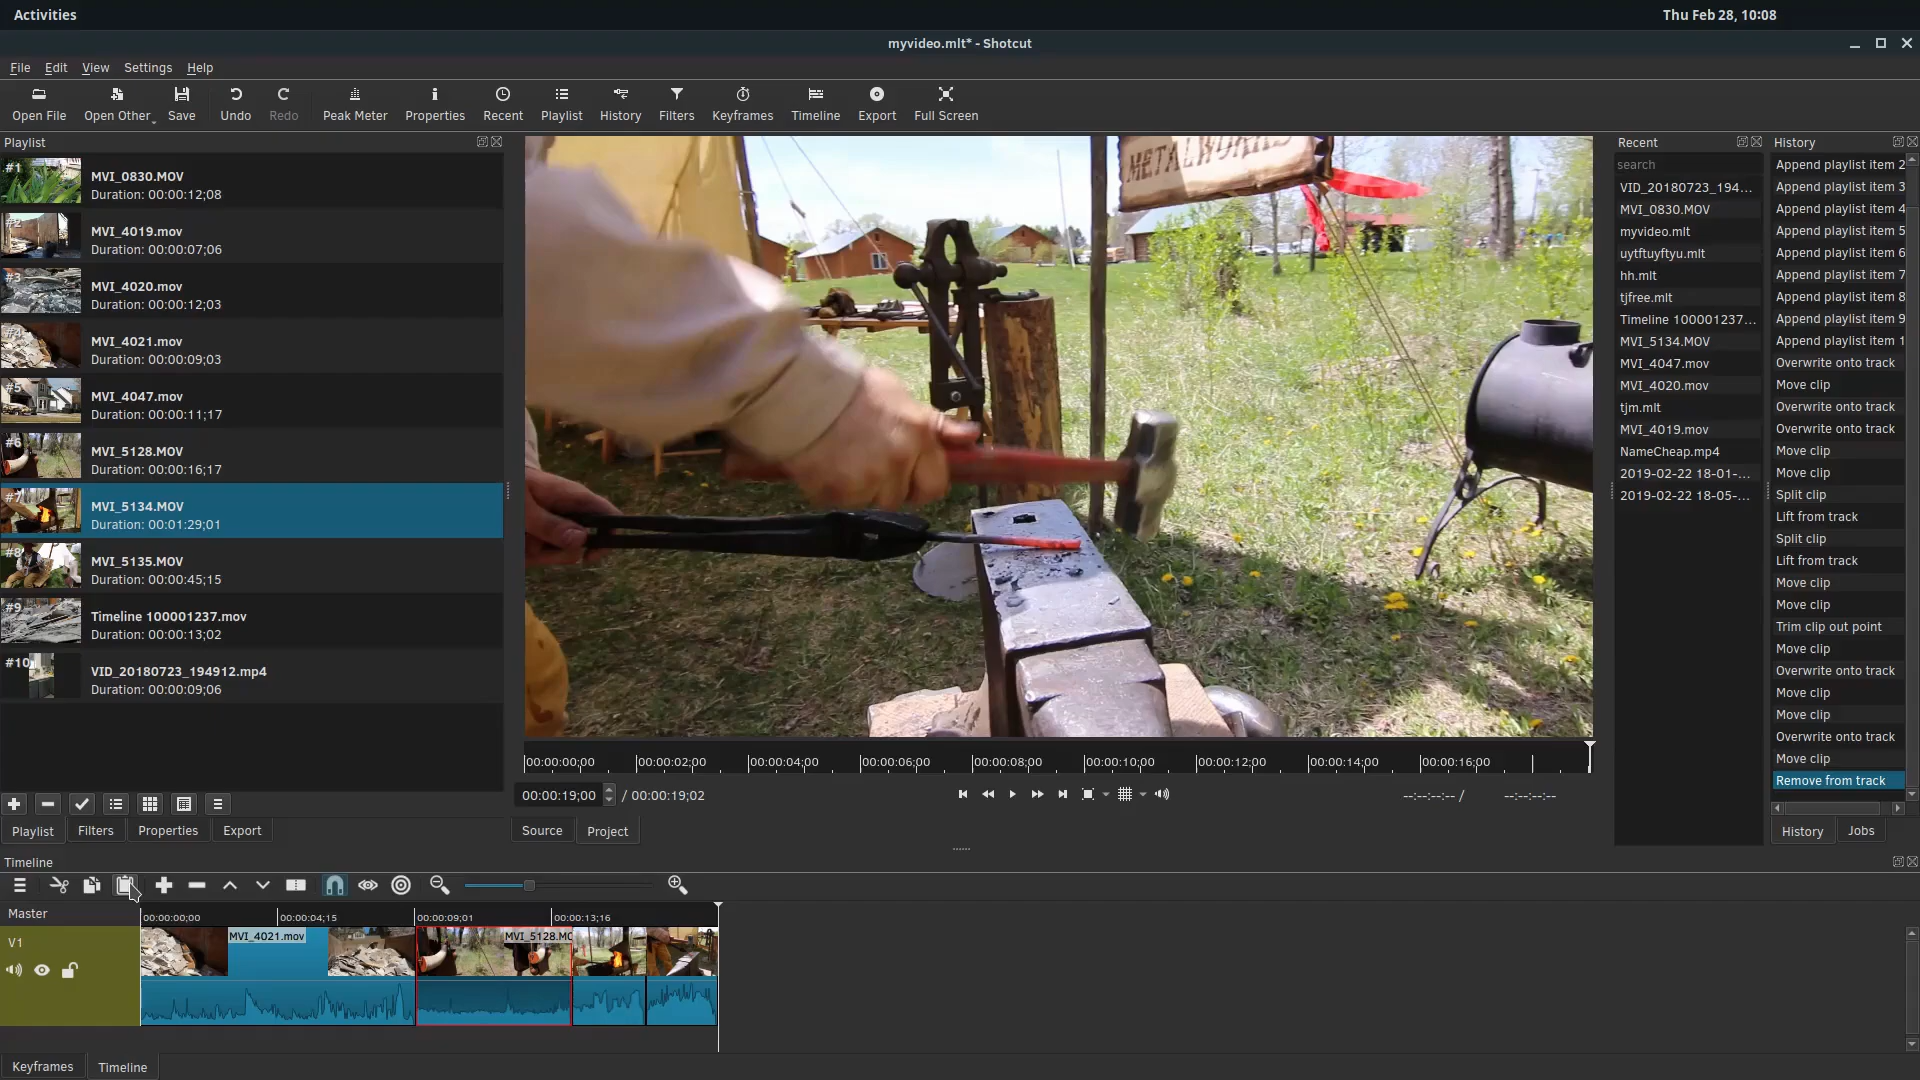 Activities
Thu Feb 28, 10:08
myvideo.mlt* - Shotcut
File Edit View Settings Help
Open File Open Other Save Undo Redo Peak Meter Properties Recent Playlist History Filters Keyframes Timeline Export Full Screen
Playlist
#1
MVI_0830.MOV
Duration: 00:00:12;08
#2
MVI_4019.mov
Duration: 00:00:07;06
#3
MVI_4020.mov
Duration: 00:00:12;03
#4
MVI_4021.mov
Duration: 00:00:09;03
#5
MVI_4047.mov
Duration: 00:00:11;17
#6
MVI_5128.MOV
Duration: 00:00:16;17
#7
MVI_5134.MOV
Duration: 00:01:29;01
#8
MVI_5135.MOV
Duration: 00:00:45;15
#9
Timeline 100001237.mov
Duration: 00:00:13;02
#10
VID_20180723_194912.mp4
Duration: 00:00:09;06
Playlist Filters Properties Export
METALWORKS
00:00:00;00 00:00:02;00 00:00:04;00 00:00:06;00 00:00:08;00 00:00:10;00 00:00:12;00 00:00:14;00 00:00:16;00
00:00:19;00 / 00:00:19;02
--:--:--:-- / --:--:--:--
Source Project
Recent
search
VID_20180723_194...
MVI_0830.MOV
myvideo.mlt
uytftuyftyu.mlt
hh.mlt
tjfree.mlt
Timeline 100001237...
MVI_5134.MOV
MVI_4047.mov
MVI_4020.mov
tjm.mlt
MVI_4019.mov
NameCheap.mp4
2019-02-22 18-01-...
2019-02-22 18-05-...
History
Append playlist item 2
Append playlist item 3
Append playlist item 4
Append playlist item 5
Append playlist item 6
Append playlist item 7
Append playlist item 8
Append playlist item 9
Append playlist item 1
Overwrite onto track
Move clip
Overwrite onto track
Overwrite onto track
Move clip
Move clip
Split clip
Lift from track
Split clip
Lift from track
Move clip
Move clip
Trim clip out point
Move clip
Overwrite onto track
Move clip
Move clip
Overwrite onto track
Move clip
Remove from track
History Jobs
Timeline
Master
00:00:00;00 00:00:04;15 00:00:09;01 00:00:13;16
V1
MVI_4021.mov
MVI_5128.MO
Keyframes Timeline